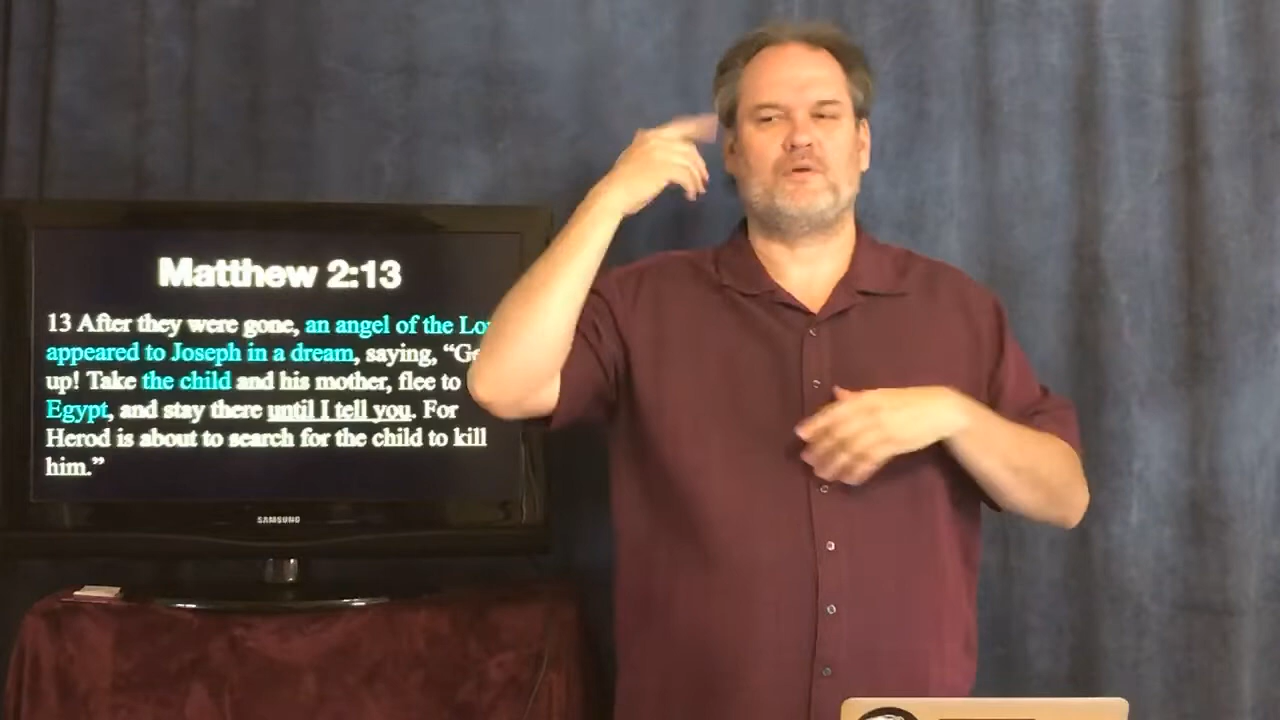 Matthew 2:13
13 After they were gone, an angel of the
appeared to Joseph in a dream, saying,
up! Take the child and his mother, flee to
Egypt, and stay there until I tell you. For
Herod is about to search for the child to kill
him.”
SAMSUNG